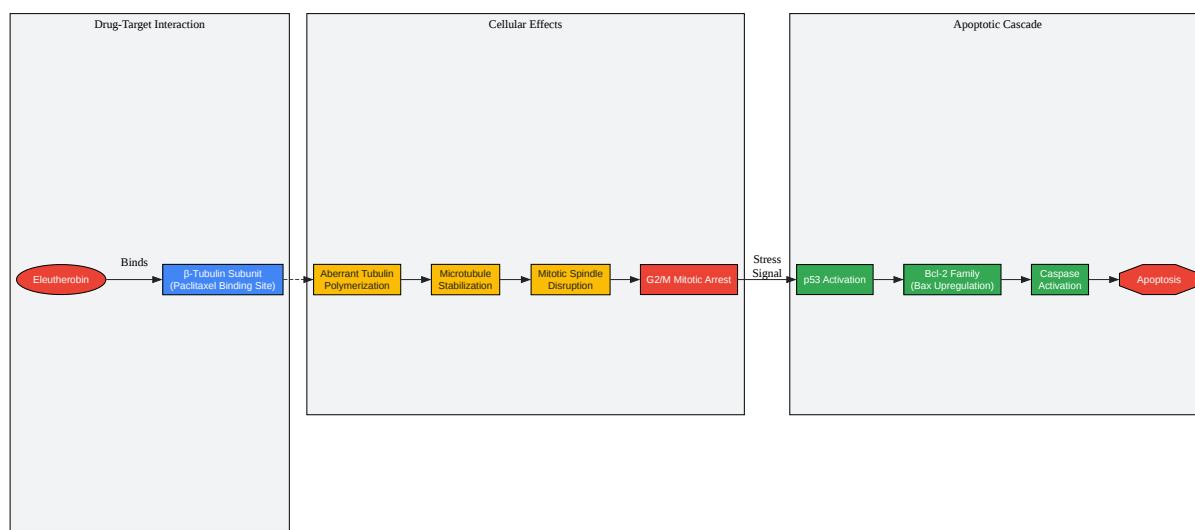 Drug-Target Interaction
Cellular Effects
Apoptotic Cascade
Eleutherobin
Binds
β-Tubulin Subunit
(Paclitaxel Binding Site)
Aberrant Tubulin
Polymerization
Microtubule
Stabilization
Mitotic Spindle
Disruption
G2/M Mitotic Arrest
Stress
Signal
p53 Activation
Bcl-2 Family
(Bax Upregulation)
Caspase
Activation
Apoptosis